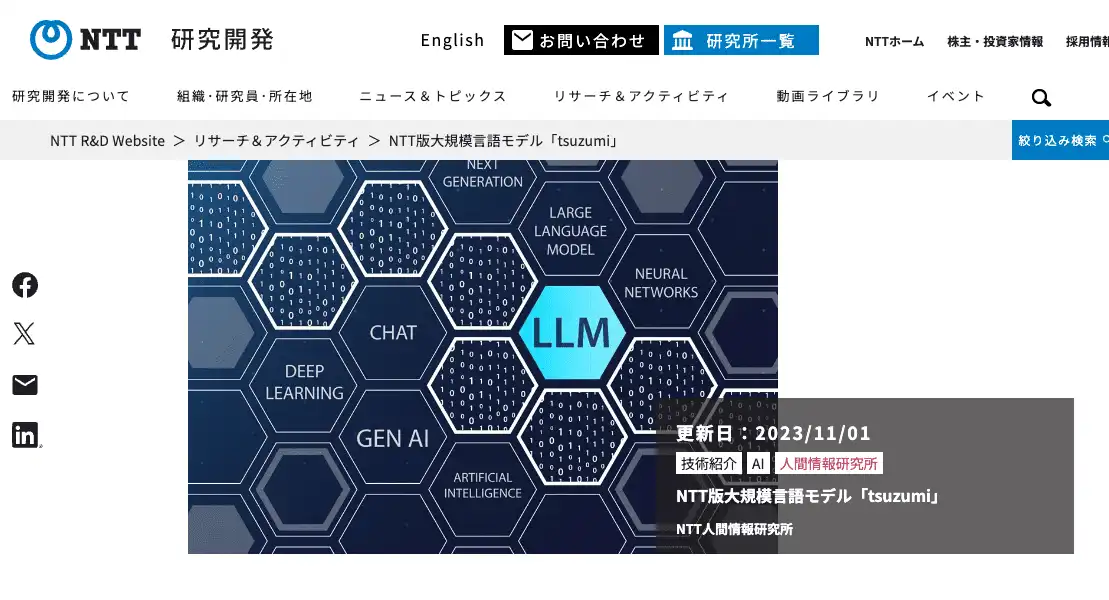 NTT 研究開発
English お問い合わせ 研究所一覧 NTTホーム 株主・投資家情報 採用情報
研究開発について 組織・研究員・所在地 ニュース&トピックス リサーチ&アクティビティ 動画ライブラリ イベント
NTT R&D Website > リサーチ&アクティビティ > NTT版大規模言語モデル「tsuzumi」
絞り込み検索
NEXT
GENERATION
LARGE
LANGUAGE
MODEL
NEURAL
NETWORKS
CHAT
LLM
DEEP
LEARNING
GEN AI
ARTIFICIAL
INTELLIGENCE
更新日:2023/11/01
技術紹介 AI 人間情報研究所
NTT版大規模言語モデル「tsuzumi」
NTT人間情報研究所